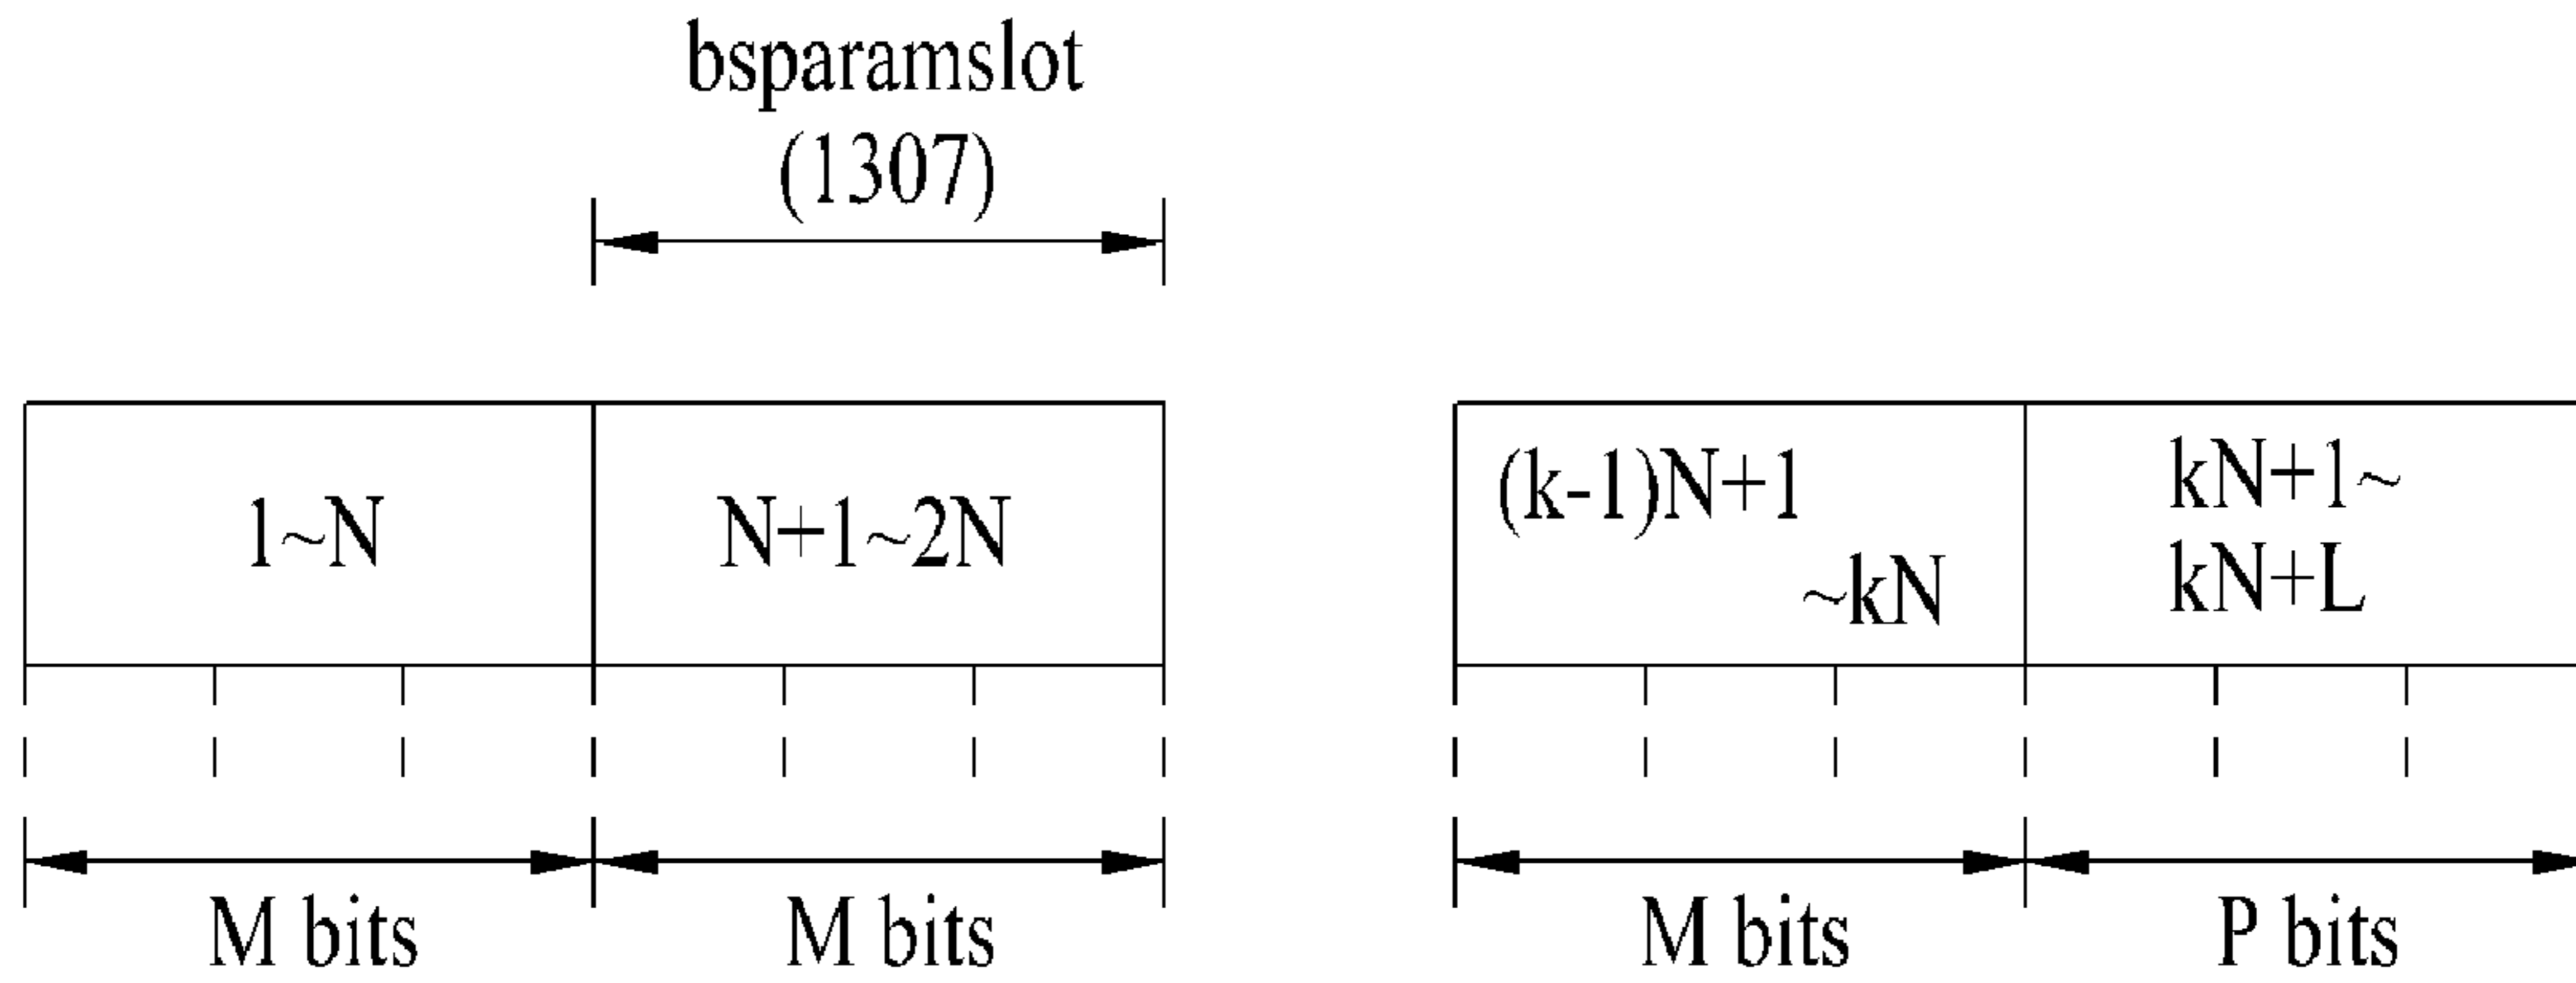 bsparamslot
(1307)
1~N
N+1~2N
(k-1)N+1
~kN
kN+1~
kN+L
M bits
M bits
M bits
P bits